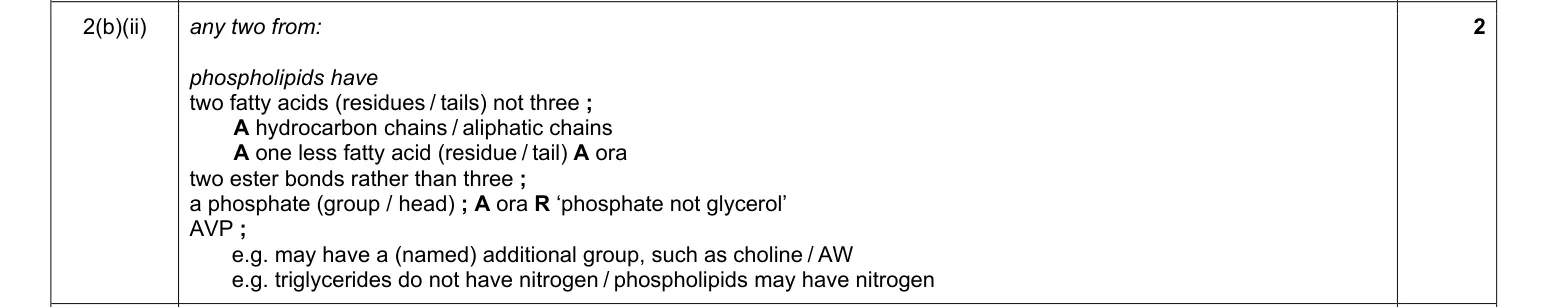 2(b)(ii) any two from: 2
phospholipids have
two fatty acids (residues / tails) not three ;
A hydrocarbon chains / aliphatic chains
A one less fatty acid (residue / tail) A ora
two ester bonds rather than three ;
a phosphate (group / head) ; A ora R ‘phosphate not glycerol’
AVP ;
e.g. may have a (named) additional group, such as choline / AW
e.g. triglycerides do not have nitrogen / phospholipids may have nitrogen